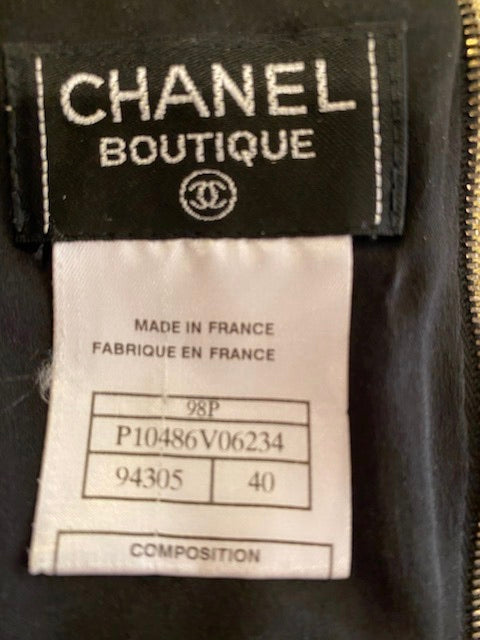 CHANEL
BOUTIQUE
MADE IN FRANCE
FABRIQUE EN FRANCE
98P
P10486V06234
94305 40
COMPOSITION